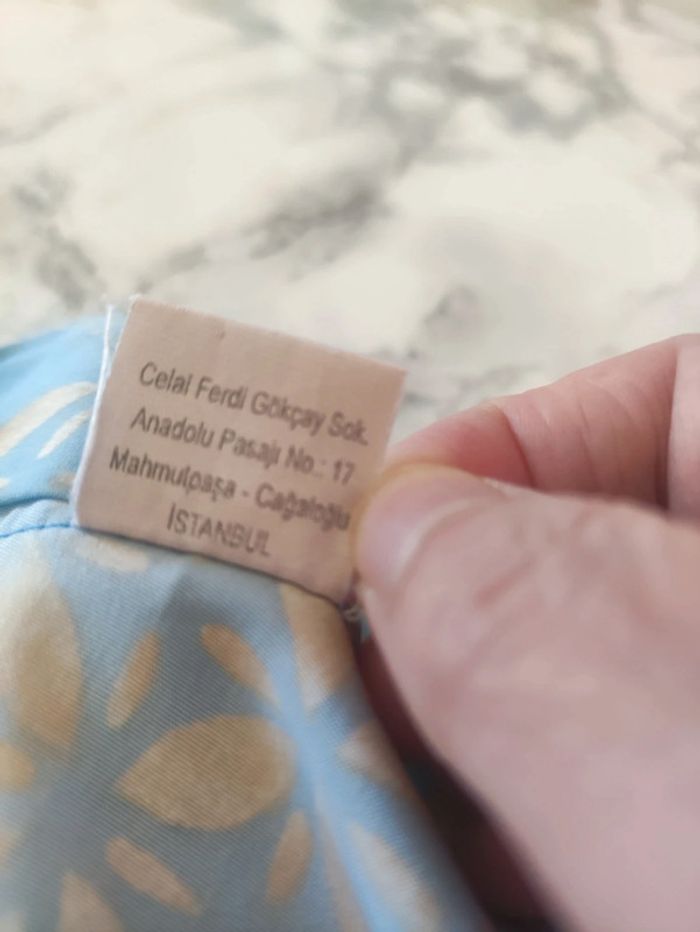 Celal Ferdi Gökçay Sok.
Anadolu Pasajı No.: 17
Mahmutpaşa - Cağaloğlu
İSTANBUL